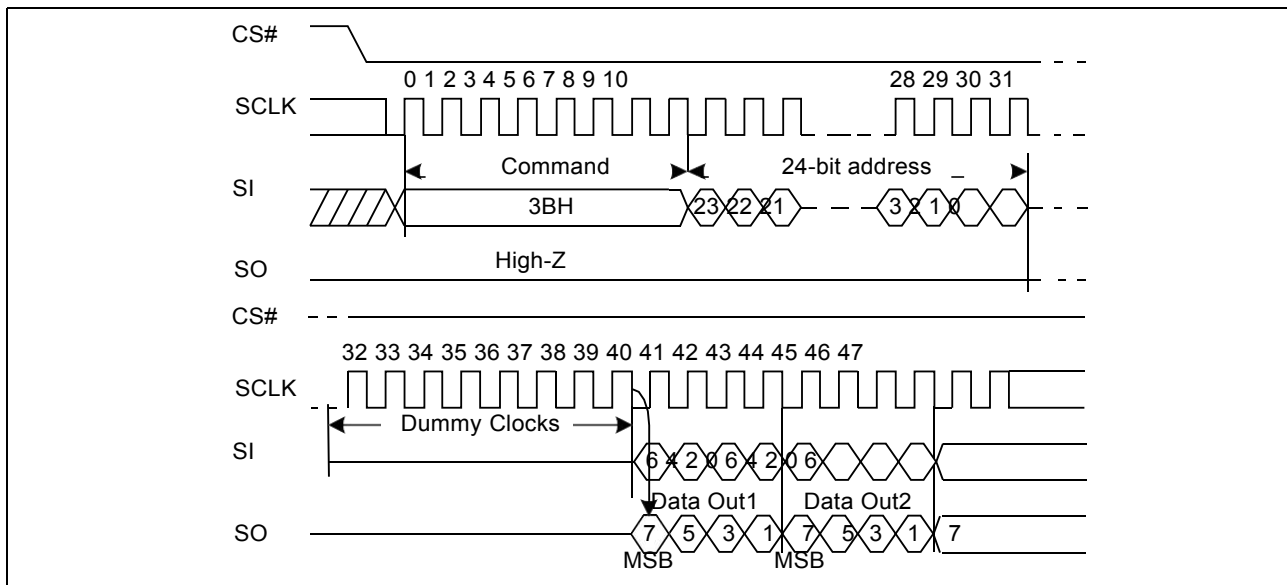 CS#
0 1 2 3 4 5 6 7 8 9 10 28 29 30 31
SCLK
Command 24-bit address
SI
3BH 23 22 21 3 2 1 0
High-Z
SO
CS#
32 33 34 35 36 37 38 39 40 41 42 43 44 45 46 47
SCLK
Dummy Clocks
SI
6 4 2 0 6 4 2 0 6
Data Out1 Data Out2
SO
7 5 3 1 7 5 3 1 7
MSB MSB